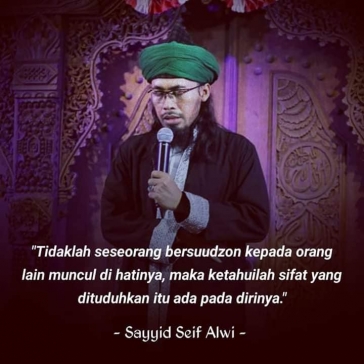 "Tidaklah seseorang bersuudzon kepada orang
lain muncul di hatinya, maka ketahuilah sifat yang
dituduhkan itu ada pada dirinya."
- Sayyid Seif Alwi -